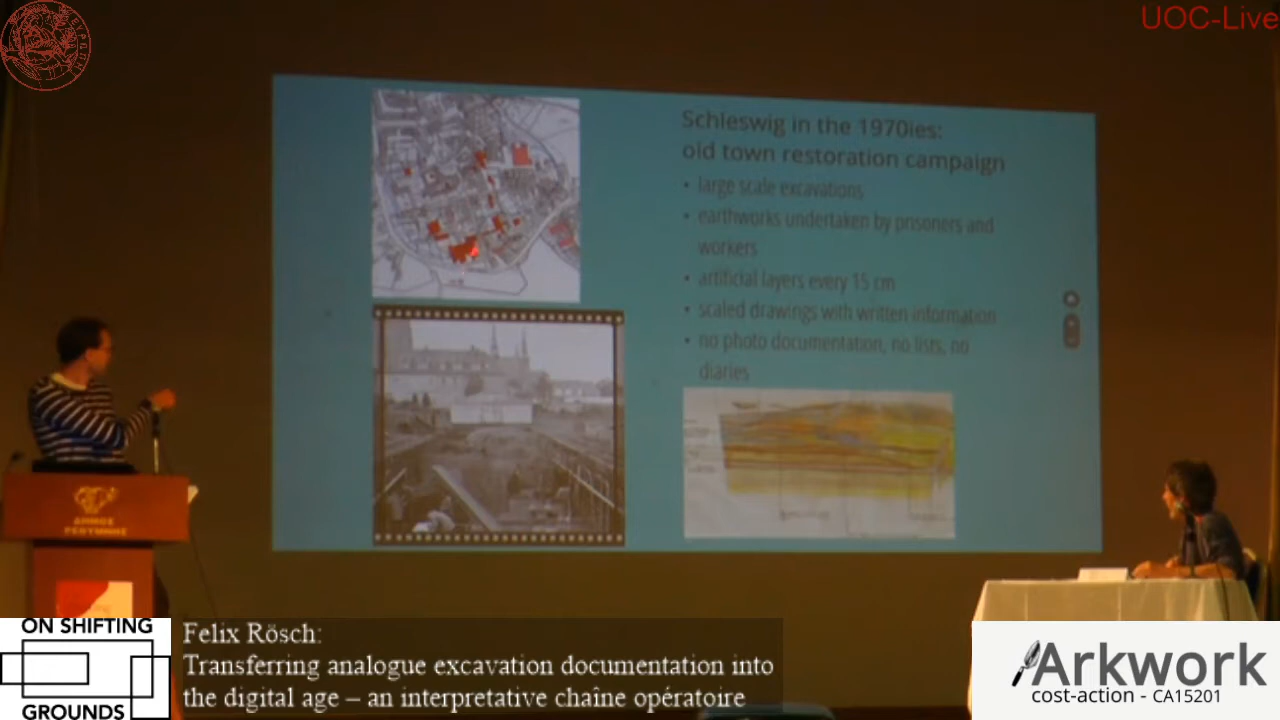 UOC-Live
Schleswig in the 1970ies:
old town restoration campaign
• large scale excavations
• earthworks undertaken by prisoners and
workers
• artificial layers every 15 cm
• scaled drawings with written information
• no photo documentation, no lists, no
diaries
ΔΗΜΟΣ
ΡΕΘΥΜΝΗΣ
ON SHIFTING
GROUNDS
Felix Rösch:
Transferring analogue excavation documentation into
the digital age – an interpretative chaîne opératoire
Arkwork
cost-action - CA15201